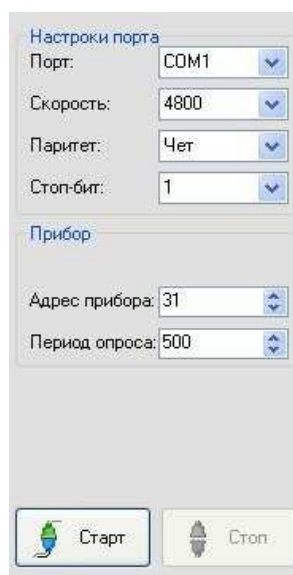 Настроки порта
Порт: COM1
Скорость: 4800
Паритет: Чет
Стоп-бит: 1
Прибор
Адрес прибора: 31
Период опроса: 500
Старт Стоп